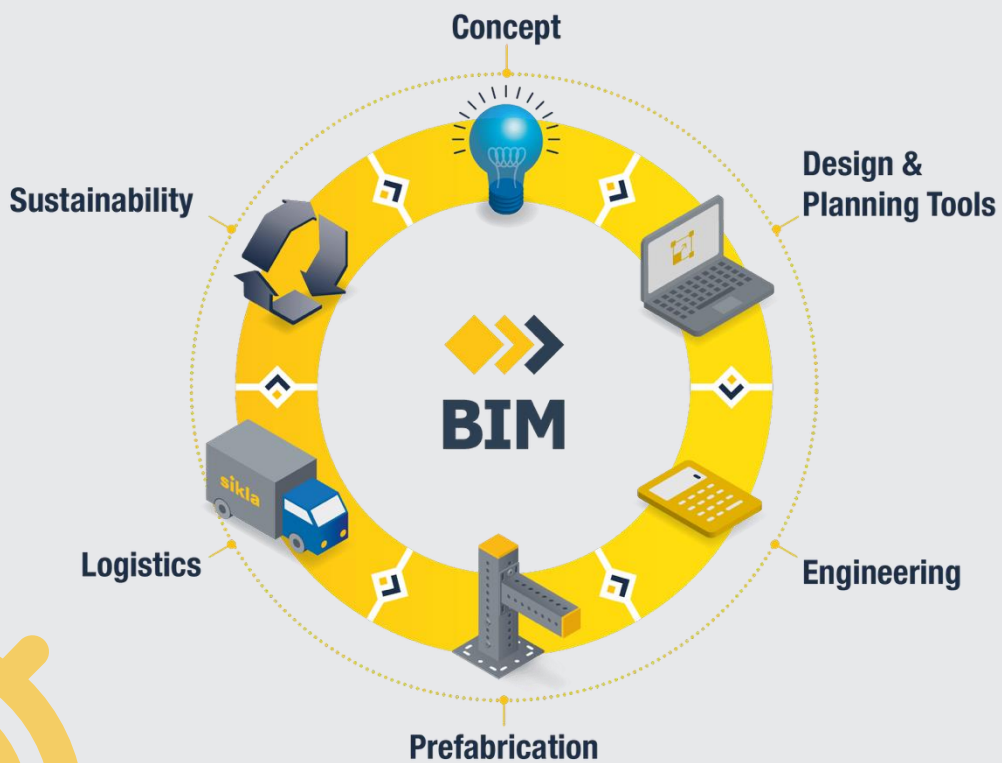 Concept
Design &
Planning Tools
Sustainability
BIM
sikla
Logistics
Engineering
Prefabrication